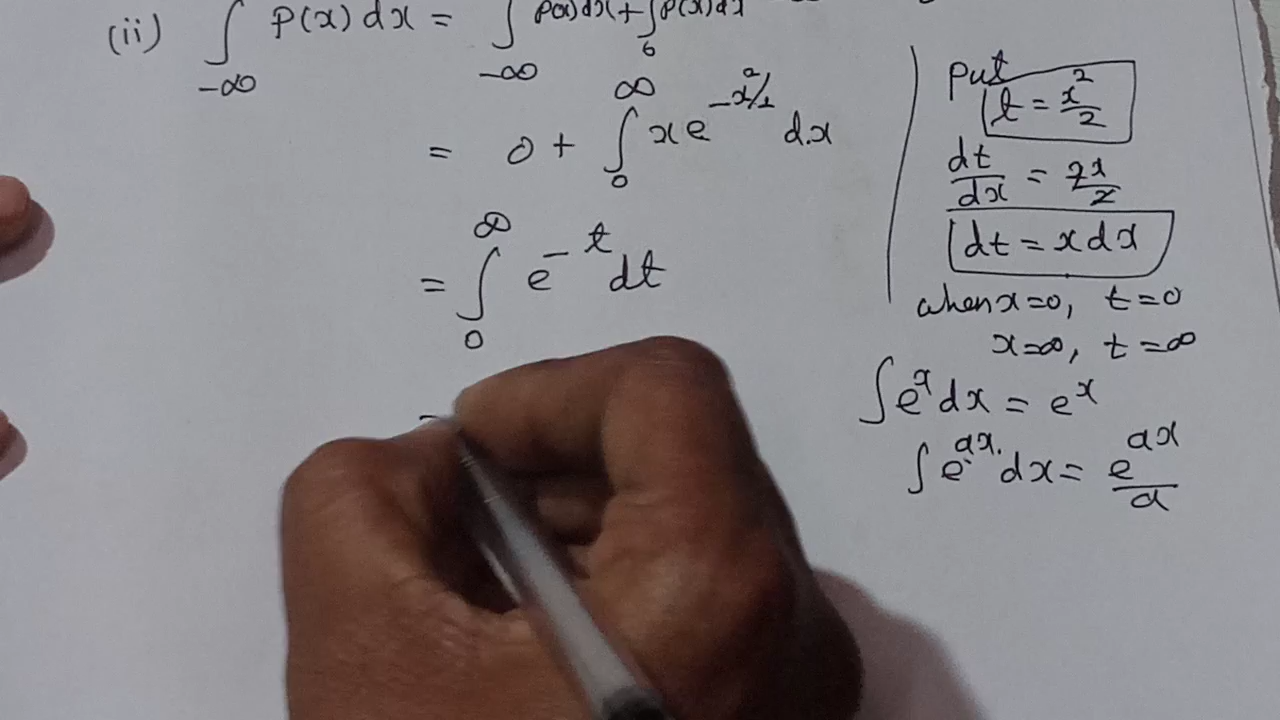 (ii) ∫_{-∞} P(x) dx = ∫_{-∞} P(x)dx + ∫_{0} P(x)dx
= 0 + ∫_{0}^{∞} x e^{-x²/2} dx
= ∫_{0}^{∞} e^{-t} dt
=
put
t = x²/2
dt/dx = 2x/2
dt = x dx
when x=0, t=0
x=∞, t=∞
∫ e^{x} dx = e^{x}
∫ e^{ax} dx = e^{ax}/a